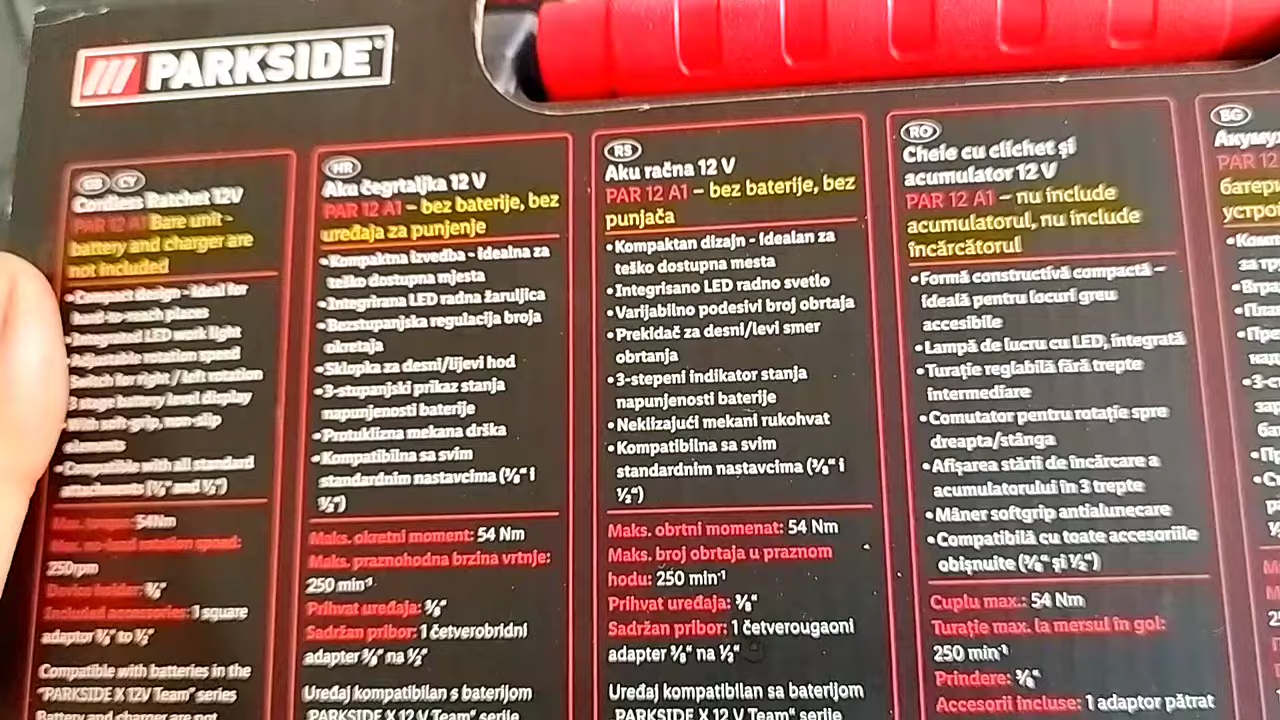 PARKSIDE
GB CY
Cordless Ratchet 12V
PAR 12 A1 Bare unit -
battery and charger are
not included
• Compact design - ideal for
hard-to-reach places
• Integrated LED work light
Adjustable rotation speed
Switch for right / left rotation
3 stage battery level display
With soft-grip, non-slip
• Compatible with all standard
attachments (⅜" and ½")
Max. torque: 54Nm
Max. no-load rotation speed:
250rpm
Device holder: ⅜"
Included accessories: 1 square
adaptor ⅜" to ½"
Compatible with batteries in the
"PARKSIDE X 12V Team" series
Battery and charger are not
HR
Aku čegrtaljka 12 V
PAR 12 A1 – bez baterije, bez
uređaja za punjenje
• Kompaktna izvedba - idealna za
teško dostupna mjesta
• Integrirana LED radna žaruljica
• Bezstupanjska regulacija broja
okretaja
• Sklopka za desni/lijevi hod
• 3-stupanjski prikaz stanja
napunjenosti baterije
• Protuklizna mekana drška
• Kompatibilna sa svim
standardnim nastavcima (⅜“ i
½“)
Maks. okretni moment: 54 Nm
Maks. praznohodna brzina vrtnje:
250 min⁻¹
Prihvat uređaja: ⅜“
Sadržan pribor: 1 četverobridni
adapter ⅜“ na ½“
Uređaj kompatibilan s baterijom
„PARKSIDE X 12 V Team“ serije
RS
Aku račna 12 V
PAR 12 A1 – bez baterije, bez
punjača
• Kompaktan dizajn - idealan za
teško dostupna mesta
• Integrisano LED radno svetlo
• Varijabilno podesivi broj obrtaja
• Prekidač za desni/levi smer
obrtanja
• 3-stepeni indikator stanja
napunjenosti baterije
• Neklizajući mekani rukohvat
• Kompatibilna sa svim
standardnim nastavcima (⅜“ i
½“)
Maks. obrtni momenat: 54 Nm
Maks. broj obrtaja u praznom
hodu: 250 min⁻¹
Prihvat uređaja: ⅜“
Sadržan pribor: 1 četverougaoni
adapter ⅜“ na ½“
Uređaj kompatibilan sa baterijom
„PARKSIDE X 12 V Team“ serije
RO
Cheie cu clichet și
acumulator 12 V
PAR 12 A1 – nu include
acumulatorul, nu include
încărcătorul
• Formă constructivă compactă –
ideală pentru locuri greu
accesibile
• Lampă de lucru cu LED, integrată
• Turație reglabilă fără trepte
intermediare
• Comutator pentru rotație spre
dreapta/stânga
• Afișarea stării de încărcare a
acumulatorului în 3 trepte
• Mâner softgrip antialunecare
• Compatibilă cu toate accesoriile
obișnuite (⅜“ și ½“)
Cuplu max.: 54 Nm
Turație max. la mersul în gol:
250 min⁻¹
Prindere: ⅜“
Accesorii incluse: 1 adaptor pătrat
BG
PAR 12